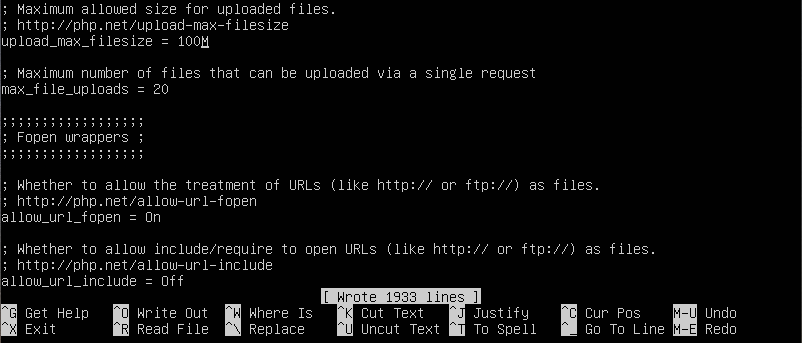 ; Maximum allowed size for uploaded files.
; http://php.net/upload-max-filesize
upload_max_filesize = 100M
; Maximum number of files that can be uploaded via a single request
max_file_uploads = 20
;;;;;;;;;;;;;;;;;;
; Fopen wrappers ;
;;;;;;;;;;;;;;;;;;
; Whether to allow the treatment of URLs (like http:// or ftp://) as files.
; http://php.net/allow-url-fopen
allow_url_fopen = On
; Whether to allow include/require to open URLs (like http:// or ftp://) as files.
; http://php.net/allow-url-include
allow_url_include = Off
[ Wrote 1933 lines ]
^G Get Help ^O Write Out ^W Where Is ^K Cut Text ^J Justify ^C Cur Pos M-U Undo
^X Exit ^R Read File ^\ Replace ^U Uncut Text ^T To Spell ^_ Go To Line M-E Redo